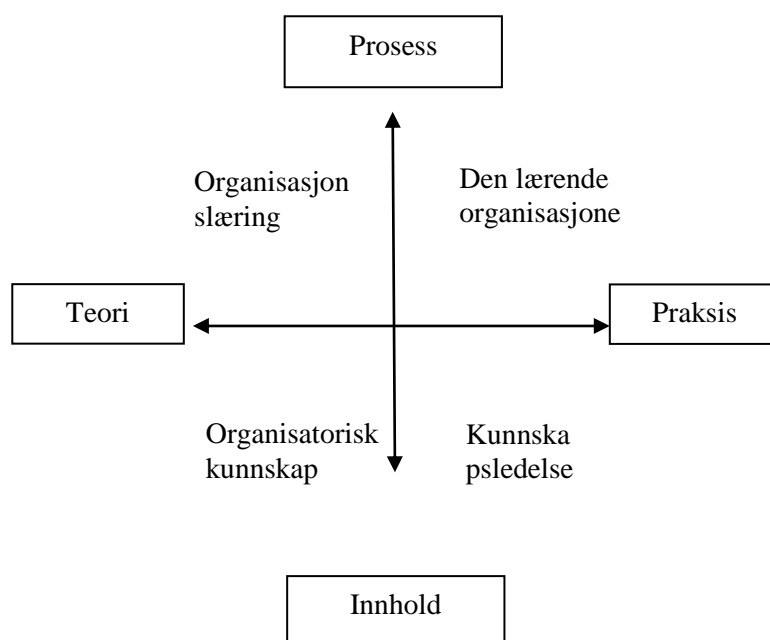 Prosess
Organisasjon
slæring
Den lærende
organisasjone
Teori
Praksis
Organisatorisk
kunnskap
Kunnska
psledelse
Innhold